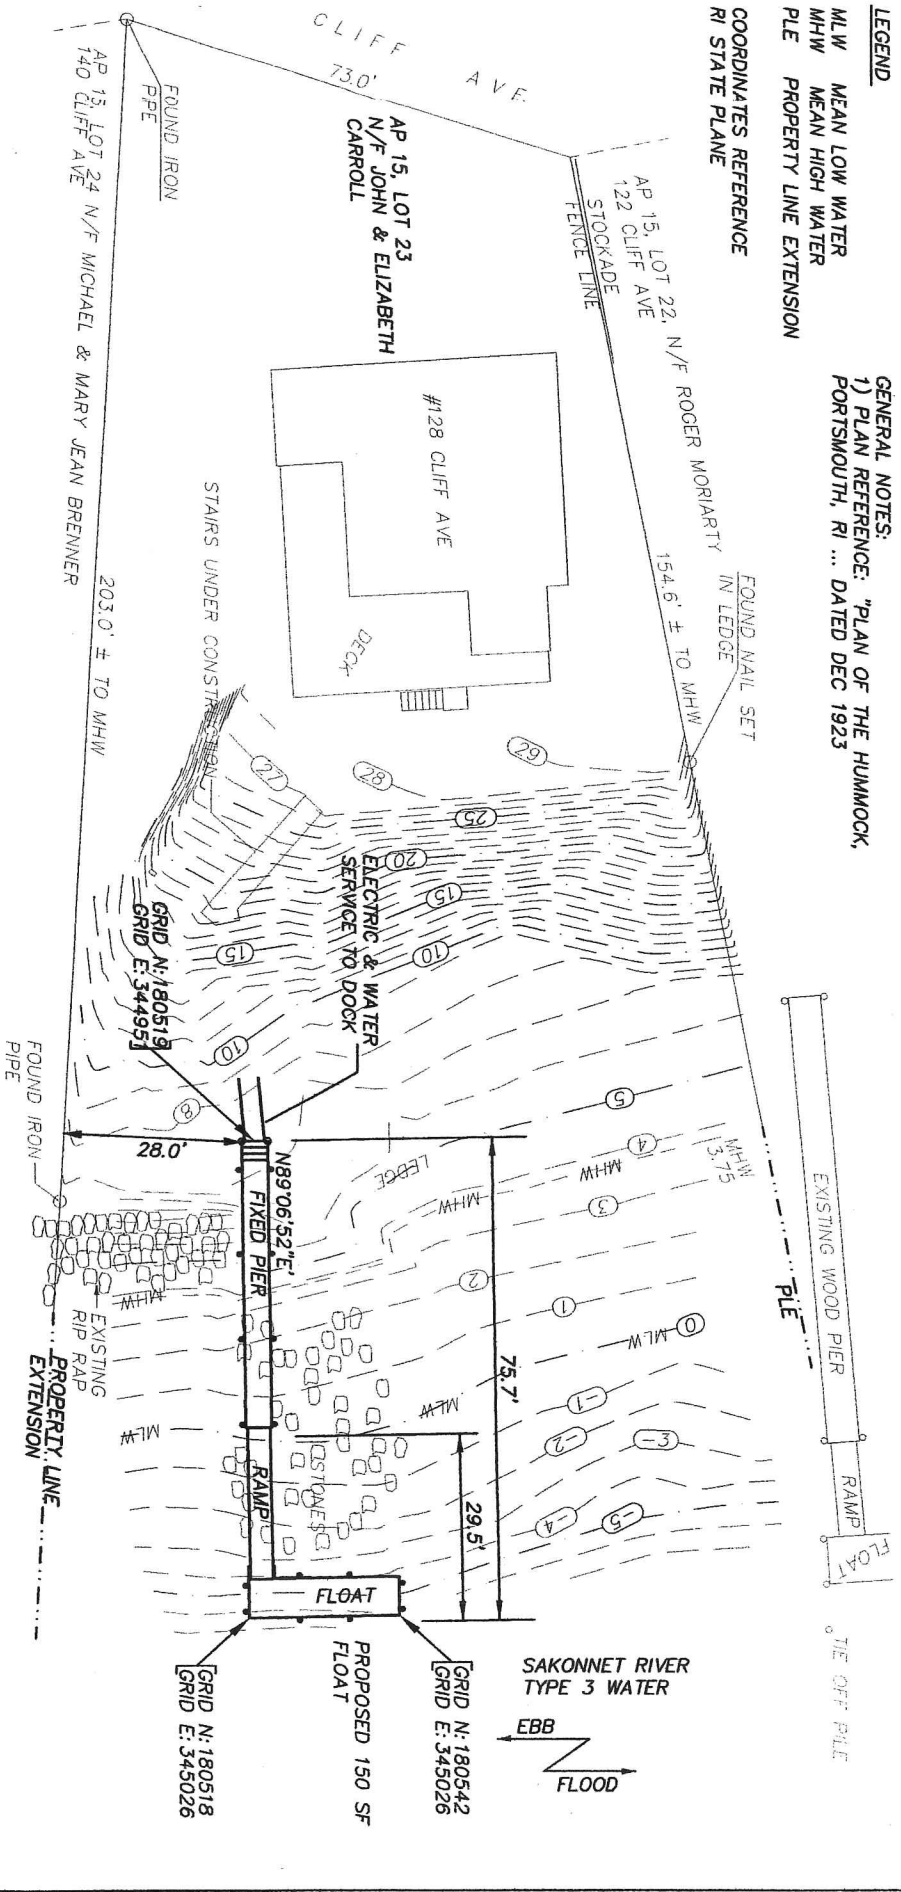 LEGEND
MLW MEAN LOW WATER
MHW MEAN HIGH WATER
PLE PROPERTY LINE EXTENSION
COORDINATES REFERENCE
RI STATE PLANE
GENERAL NOTES:
1) PLAN REFERENCE: "PLAN OF THE HUMMOCK,
PORTSMOUTH, RI ... DATED DEC 1923
CLIFF AVE.
73.0'
FOUND IRON
PIPE
AP 15, LOT 24 N/F MICHAEL & MARY JEAN BRENNER
140 CLIFF AVE
AP 15, LOT 23
N/F JOHN & ELIZABETH
CARROLL
AP 15, LOT 22, N/F ROGER MORIARTY
122 CLIFF AVE
STOCKADE
FENCE LINE
#128 CLIFF AVE
DECK
STAIRS UNDER CONSTRUCTION
203.0' ± TO MHW
154.6' ± TO MHW
FOUND NAIL SET
IN LEDGE
27
28
29
25
20
15
10
15
10
8
5
4
3
2
1
0
-1
-2
-3
-4
-5
ELECTRIC & WATER
SERVICE TO DOCK
GRID N:180519
GRID E:344951
FOUND IRON
PIPE
28.0'
N89°06'52"E'
FIXED PIER
LEDGE
MHW
MHW
MHW
MHW
3.75
EXISTING WOOD PIER
RAMP
FLOAT
TIE OFF PILE
PLE
EXISTING
RIP RAP
PROPERTY LINE
EXTENSION
MLW
MLW
MLW
STONES
RAMP
75.7'
29.5'
FLOAT
PROPOSED 150 SF
FLOAT
GRID N:180542
GRID E:345026
GRID N:180518
GRID E:345026
SAKONNET RIVER
TYPE 3 WATER
EBB
FLOOD